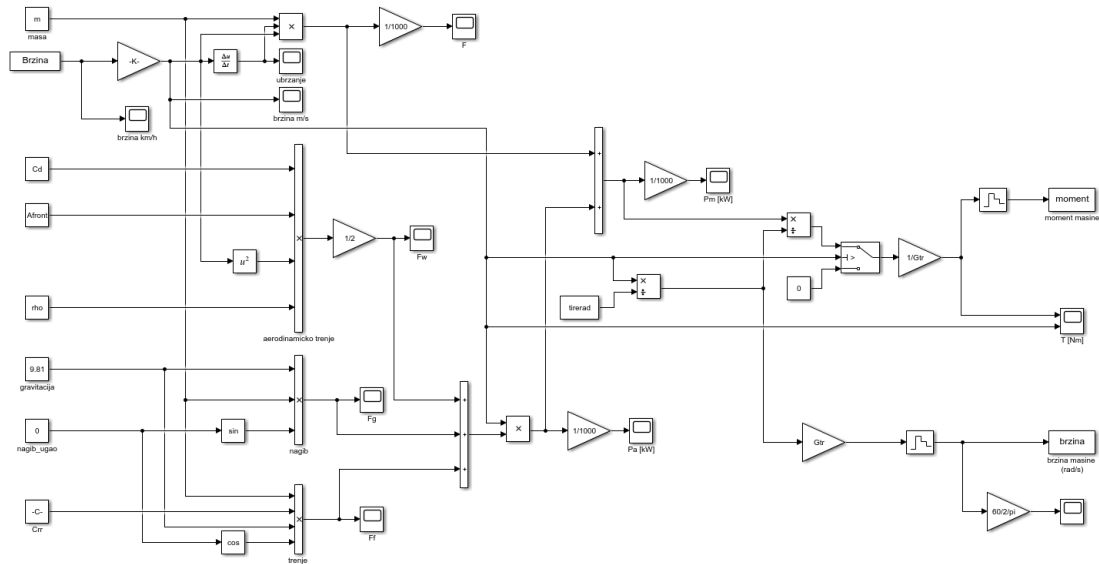 m
masa
×
1/1000
F
Brzina
-K-
Δu
Δt
ubrzanje
brzina m/s
brzina km/h
Cd
Afront
rho
u²
×
aerodinamicko trenje
1/2
Fw
+
+
1/1000
Pm [kW]
×
÷
tirerad
×
÷
0
>
1/Gtr
moment
moment masine
T [Nm]
9.81
gravitacija
0
nagib_ugao
sin
×
nagib
Fg
+
+
+
×
1/1000
Pa [kW]
-C-
Crr
cos
×
trenje
Ff
Gtr
brzina
brzina masine
(rad/s)
60/2/pi